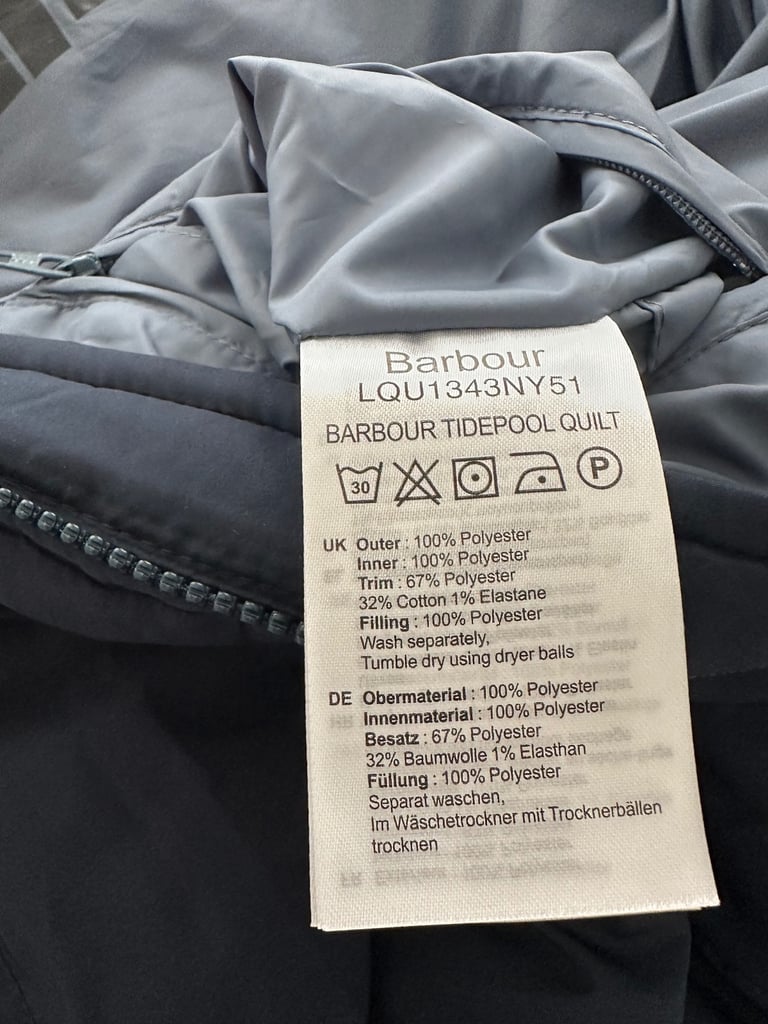 Barbour
LQU1343NY51
BARBOUR TIDEPOOL QUILT
30
P
UK Outer : 100% Polyester
Inner : 100% Polyester
Trim : 67% Polyester
32% Cotton 1% Elastane
Filling : 100% Polyester
Wash separately,
Tumble dry using dryer balls
DE Obermaterial : 100% Polyester
Innenmaterial : 100% Polyester
Besatz : 67% Polyester
32% Baumwolle 1% Elasthan
Füllung : 100% Polyester
Separat waschen,
Im Wäschetrockner mit Trocknerbällen
trocknen